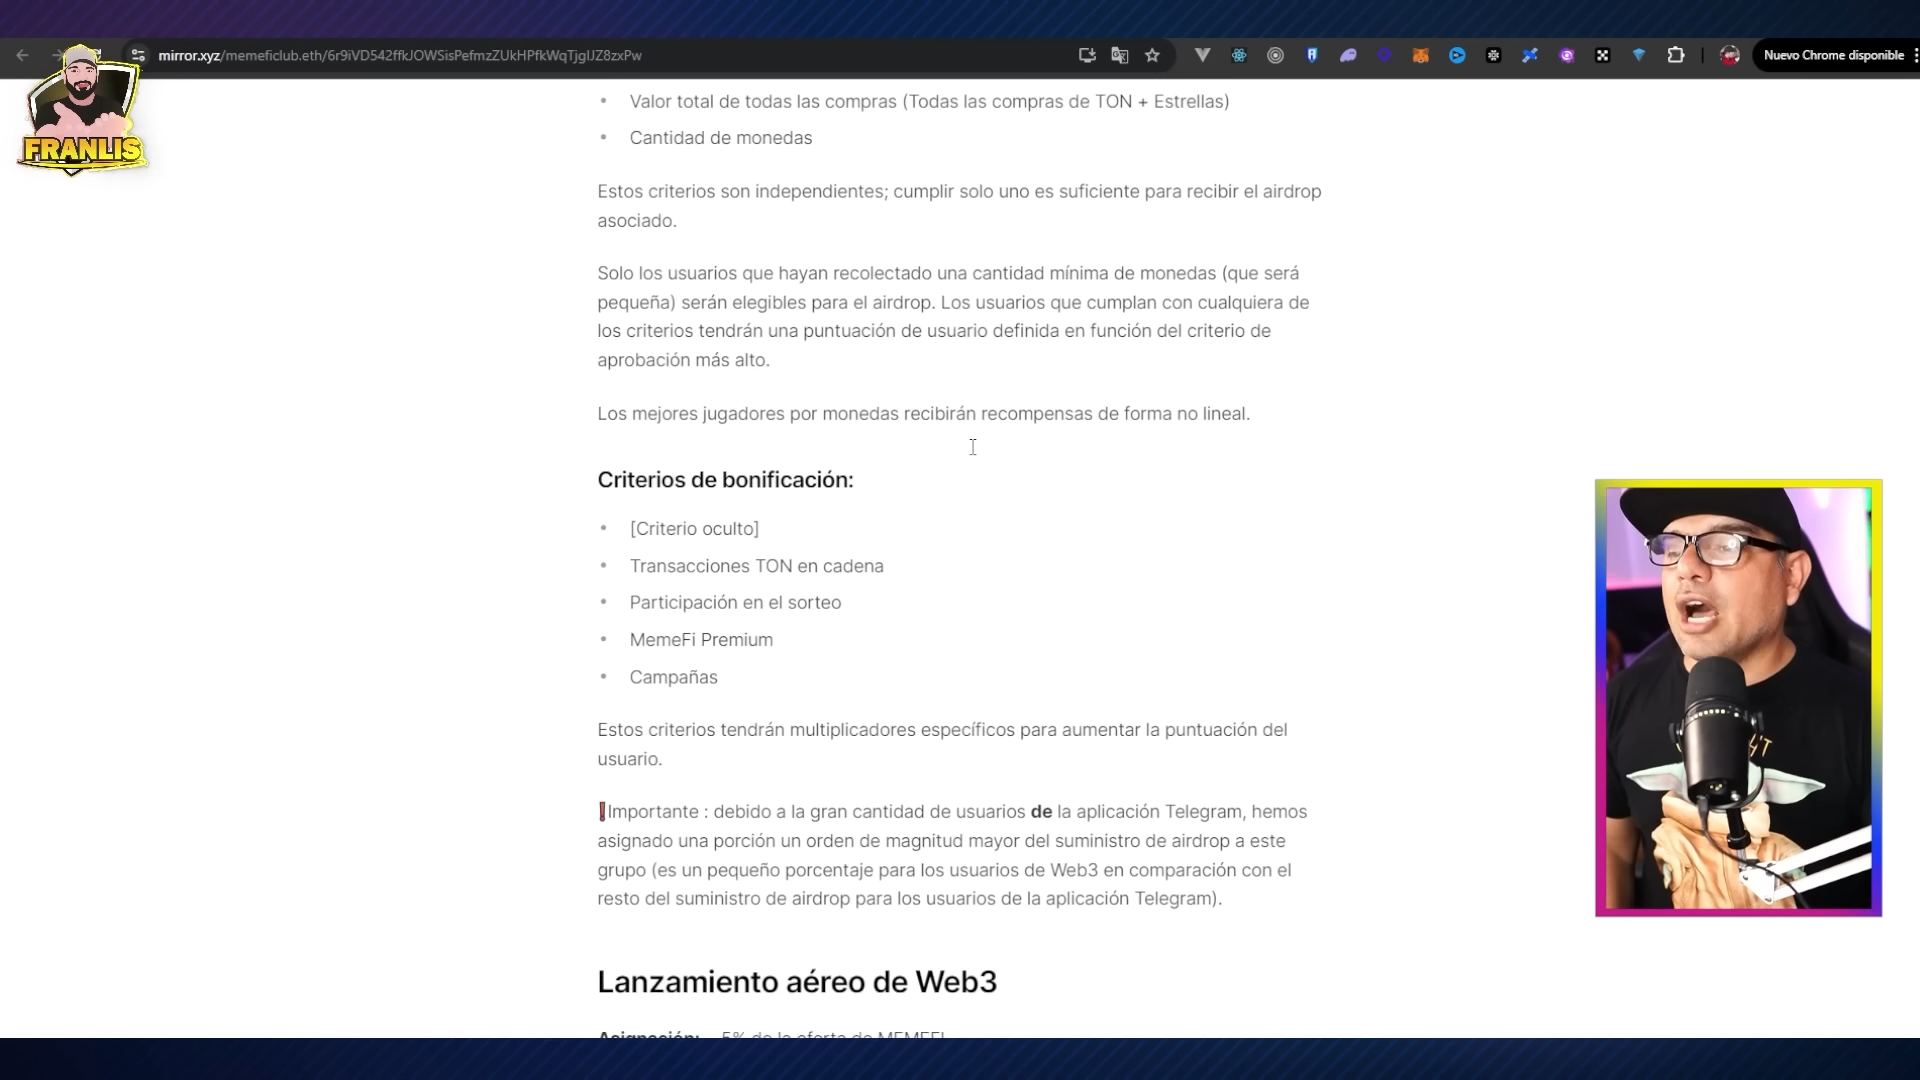 mirror.xyz/memeficlub.eth/6r9iVD542ffkJOWSisPefmzZUkHPfkWqTjgIJZ8zxPw
Nuevo Chrome disponible
FRANLIS
• Valor total de todas las compras (Todas las compras de TON + Estrellas)
• Cantidad de monedas
Estos criterios son independientes; cumplir solo uno es suficiente para recibir el airdrop
asociado.
Solo los usuarios que hayan recolectado una cantidad mínima de monedas (que será
pequeña) serán elegibles para el airdrop. Los usuarios que cumplan con cualquiera de
los criterios tendrán una puntuación de usuario definida en función del criterio de
aprobación más alto.
Los mejores jugadores por monedas recibirán recompensas de forma no lineal.
Criterios de bonificación:
• [Criterio oculto]
• Transacciones TON en cadena
• Participación en el sorteo
• MemeFi Premium
• Campañas
Estos criterios tendrán multiplicadores específicos para aumentar la puntuación del
usuario.
❗Importante : debido a la gran cantidad de usuarios de la aplicación Telegram, hemos
asignado una porción un orden de magnitud mayor del suministro de airdrop a este
grupo (es un pequeño porcentaje para los usuarios de Web3 en comparación con el
resto del suministro de airdrop para los usuarios de la aplicación Telegram).
Lanzamiento aéreo de Web3
Asignación: 5% de la oferta de MEMEFI